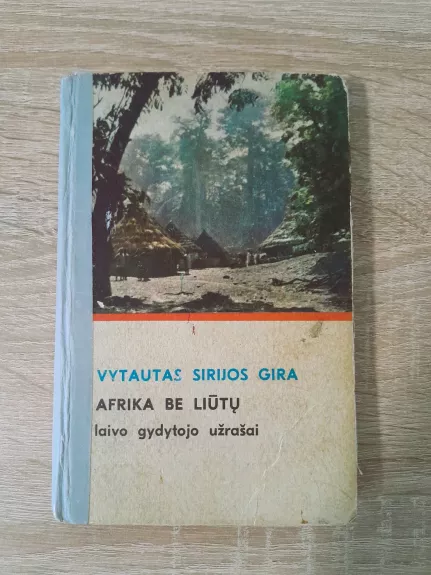 VYTAUTAS SIRIJOS GIRA
AFRIKA BE LIŪTŲ
laivo gydytojo užrašai